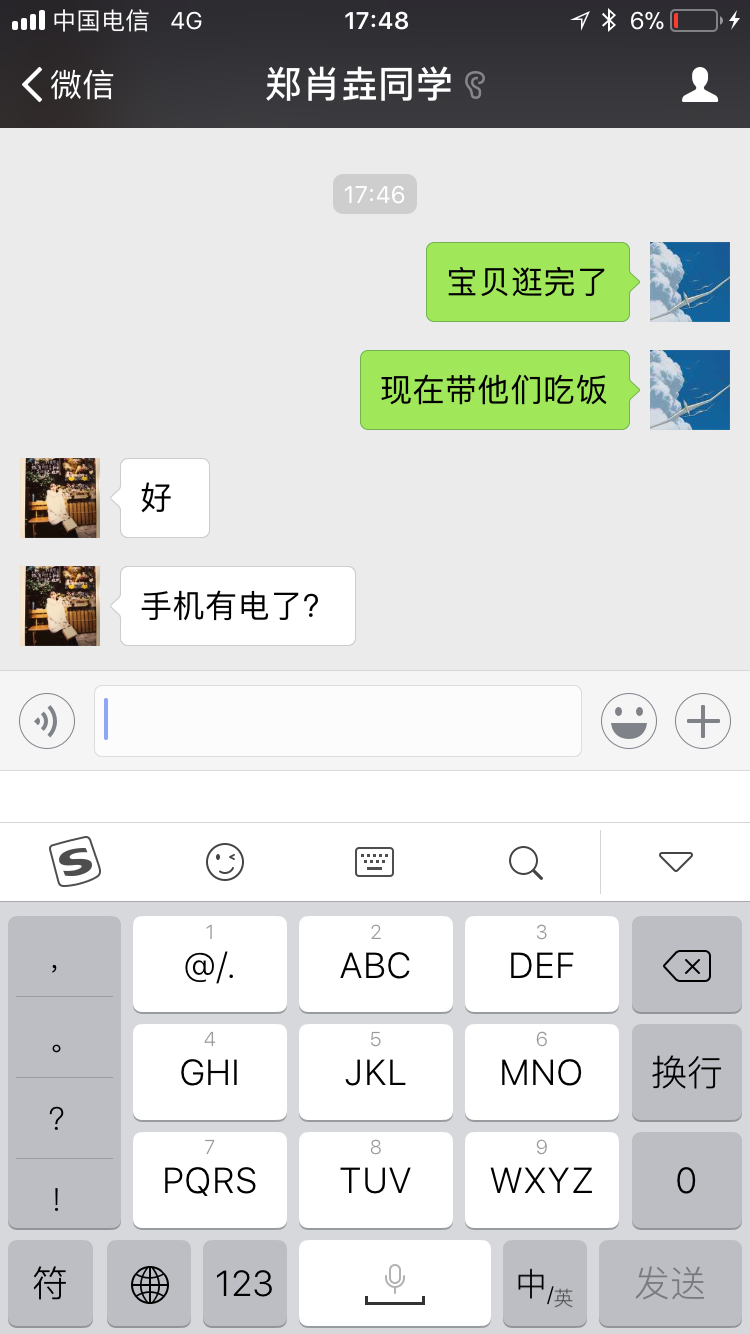 中国电信 4G 17:48 6%
微信 郑肖垚同学
17:46
宝贝逛完了
现在带他们吃饭
好
手机有电了?
S
, 1 @/. 2 ABC 3 DEF
。 4 GHI 5 JKL 6 MNO 换行
? 7 PQRS 8 TUV 9 WXYZ 0
!
符 123 中/英 发送